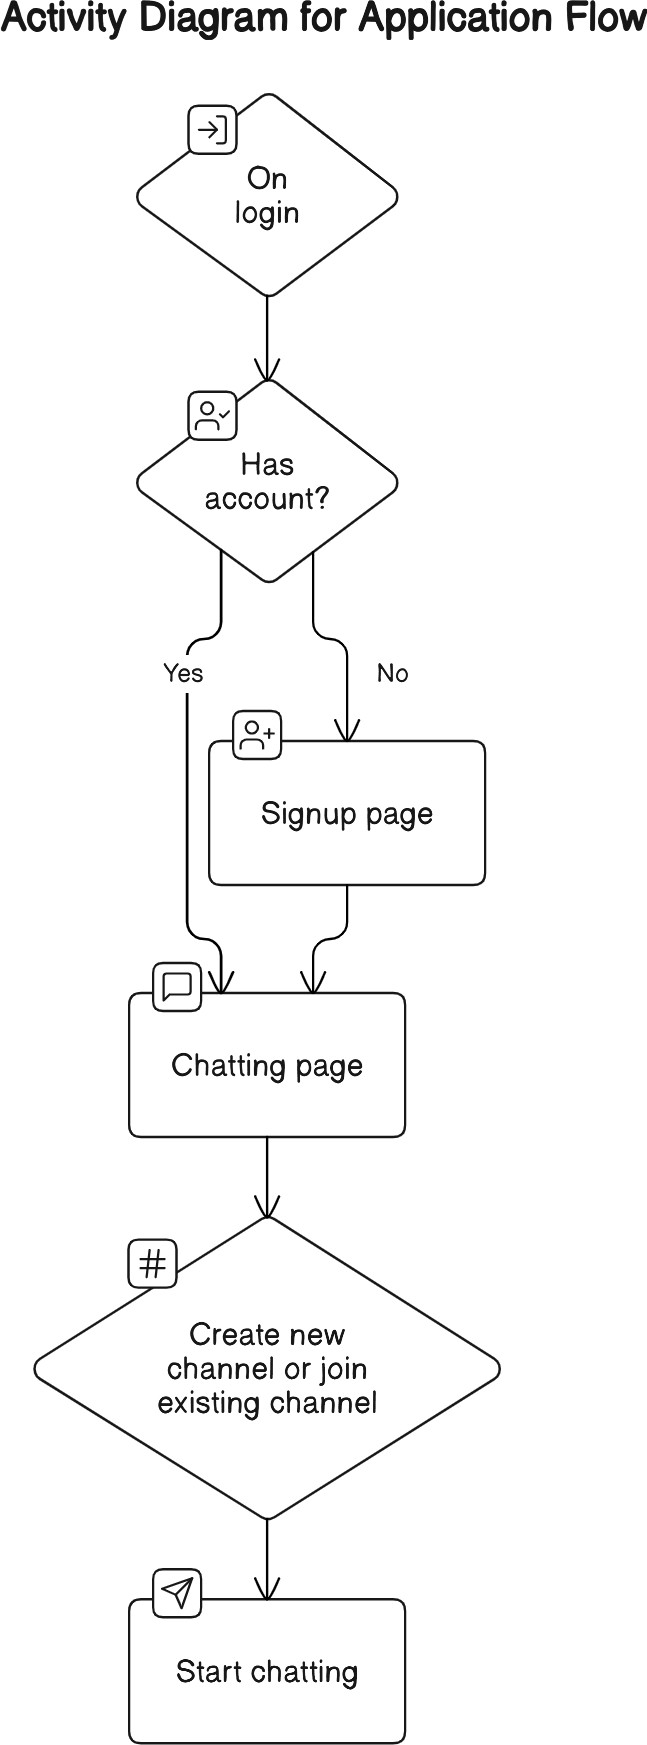 Activity Diagram for Application Flow
On
login
Has
account?
Yes
No
Signup page
Chatting page
#
Create new
channel or join
existing channel
Start chatting